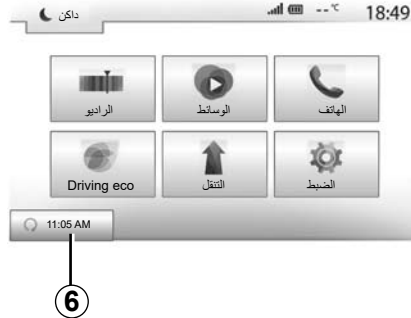 داكن
--°C 18:49
الراديو
الوسائط
الهاتف
Driving eco
التنقل
الضبط
11:05 AM
6